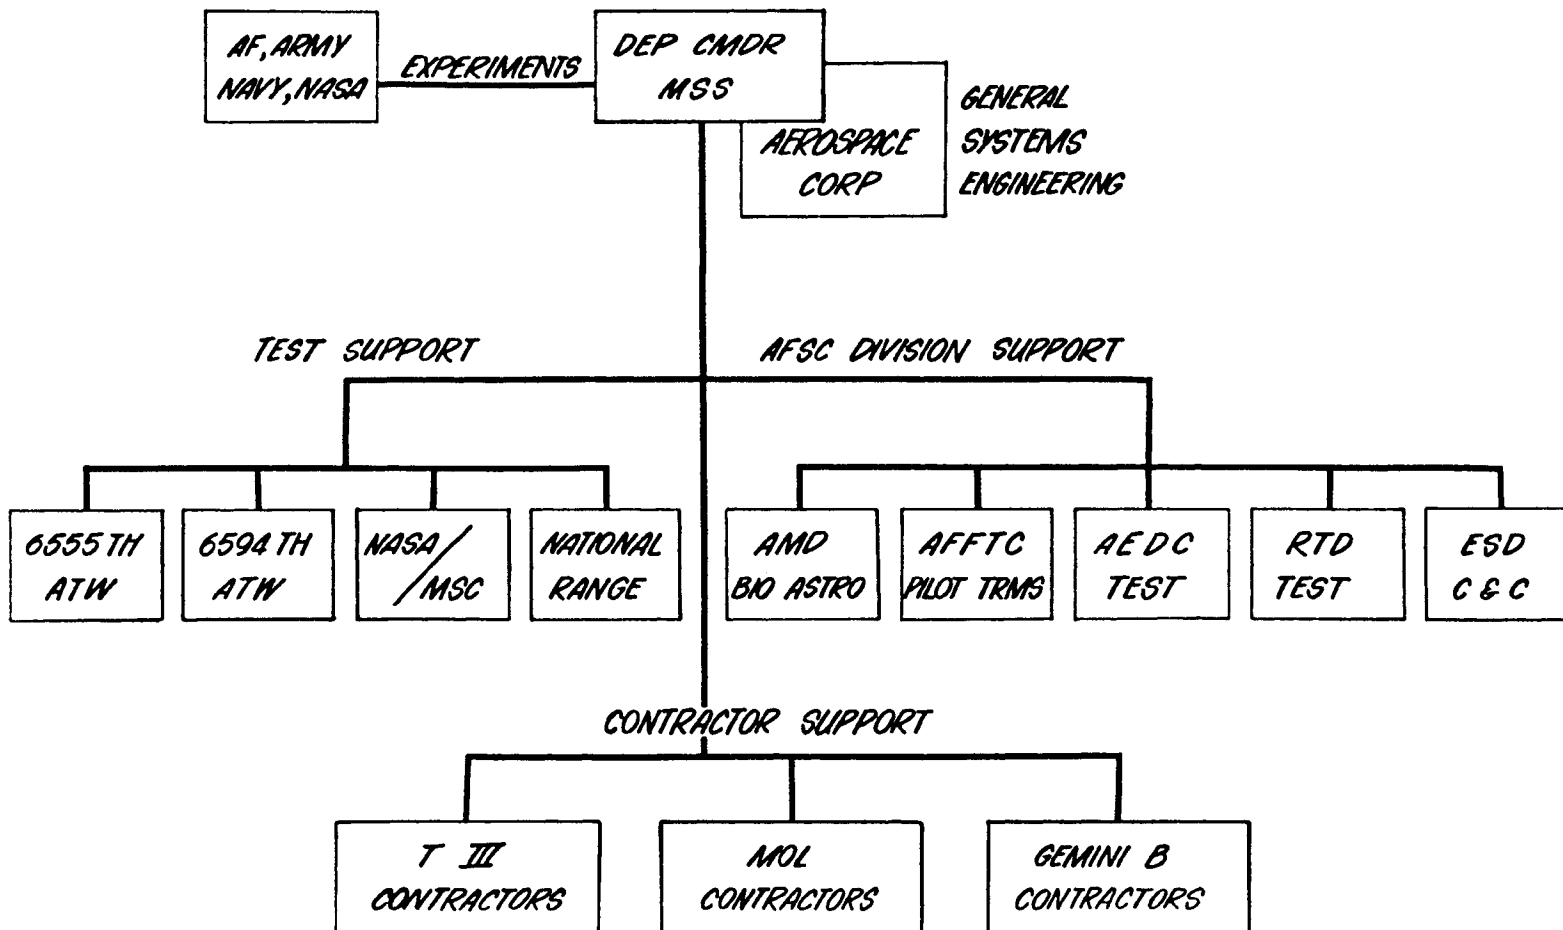 AF, ARMY
NAVY, NASA
EXPERIMENTS
DEP CMDR
MSS
AEROSPACE
CORP
GENERAL
SYSTEMS
ENGINEERING
TEST SUPPORT
AFSC DIVISION SUPPORT
6555 TH
ATW
6594 TH
ATW
NASA/
MSC
NATIONAL
RANGE
AMD
BIO ASTRO
AFFTC
PILOT TRMS
AEDC
TEST
RTD
TEST
ESD
C & C
CONTRACTOR SUPPORT
T III
CONTRACTORS
MOL
CONTRACTORS
GEMINI B
CONTRACTORS